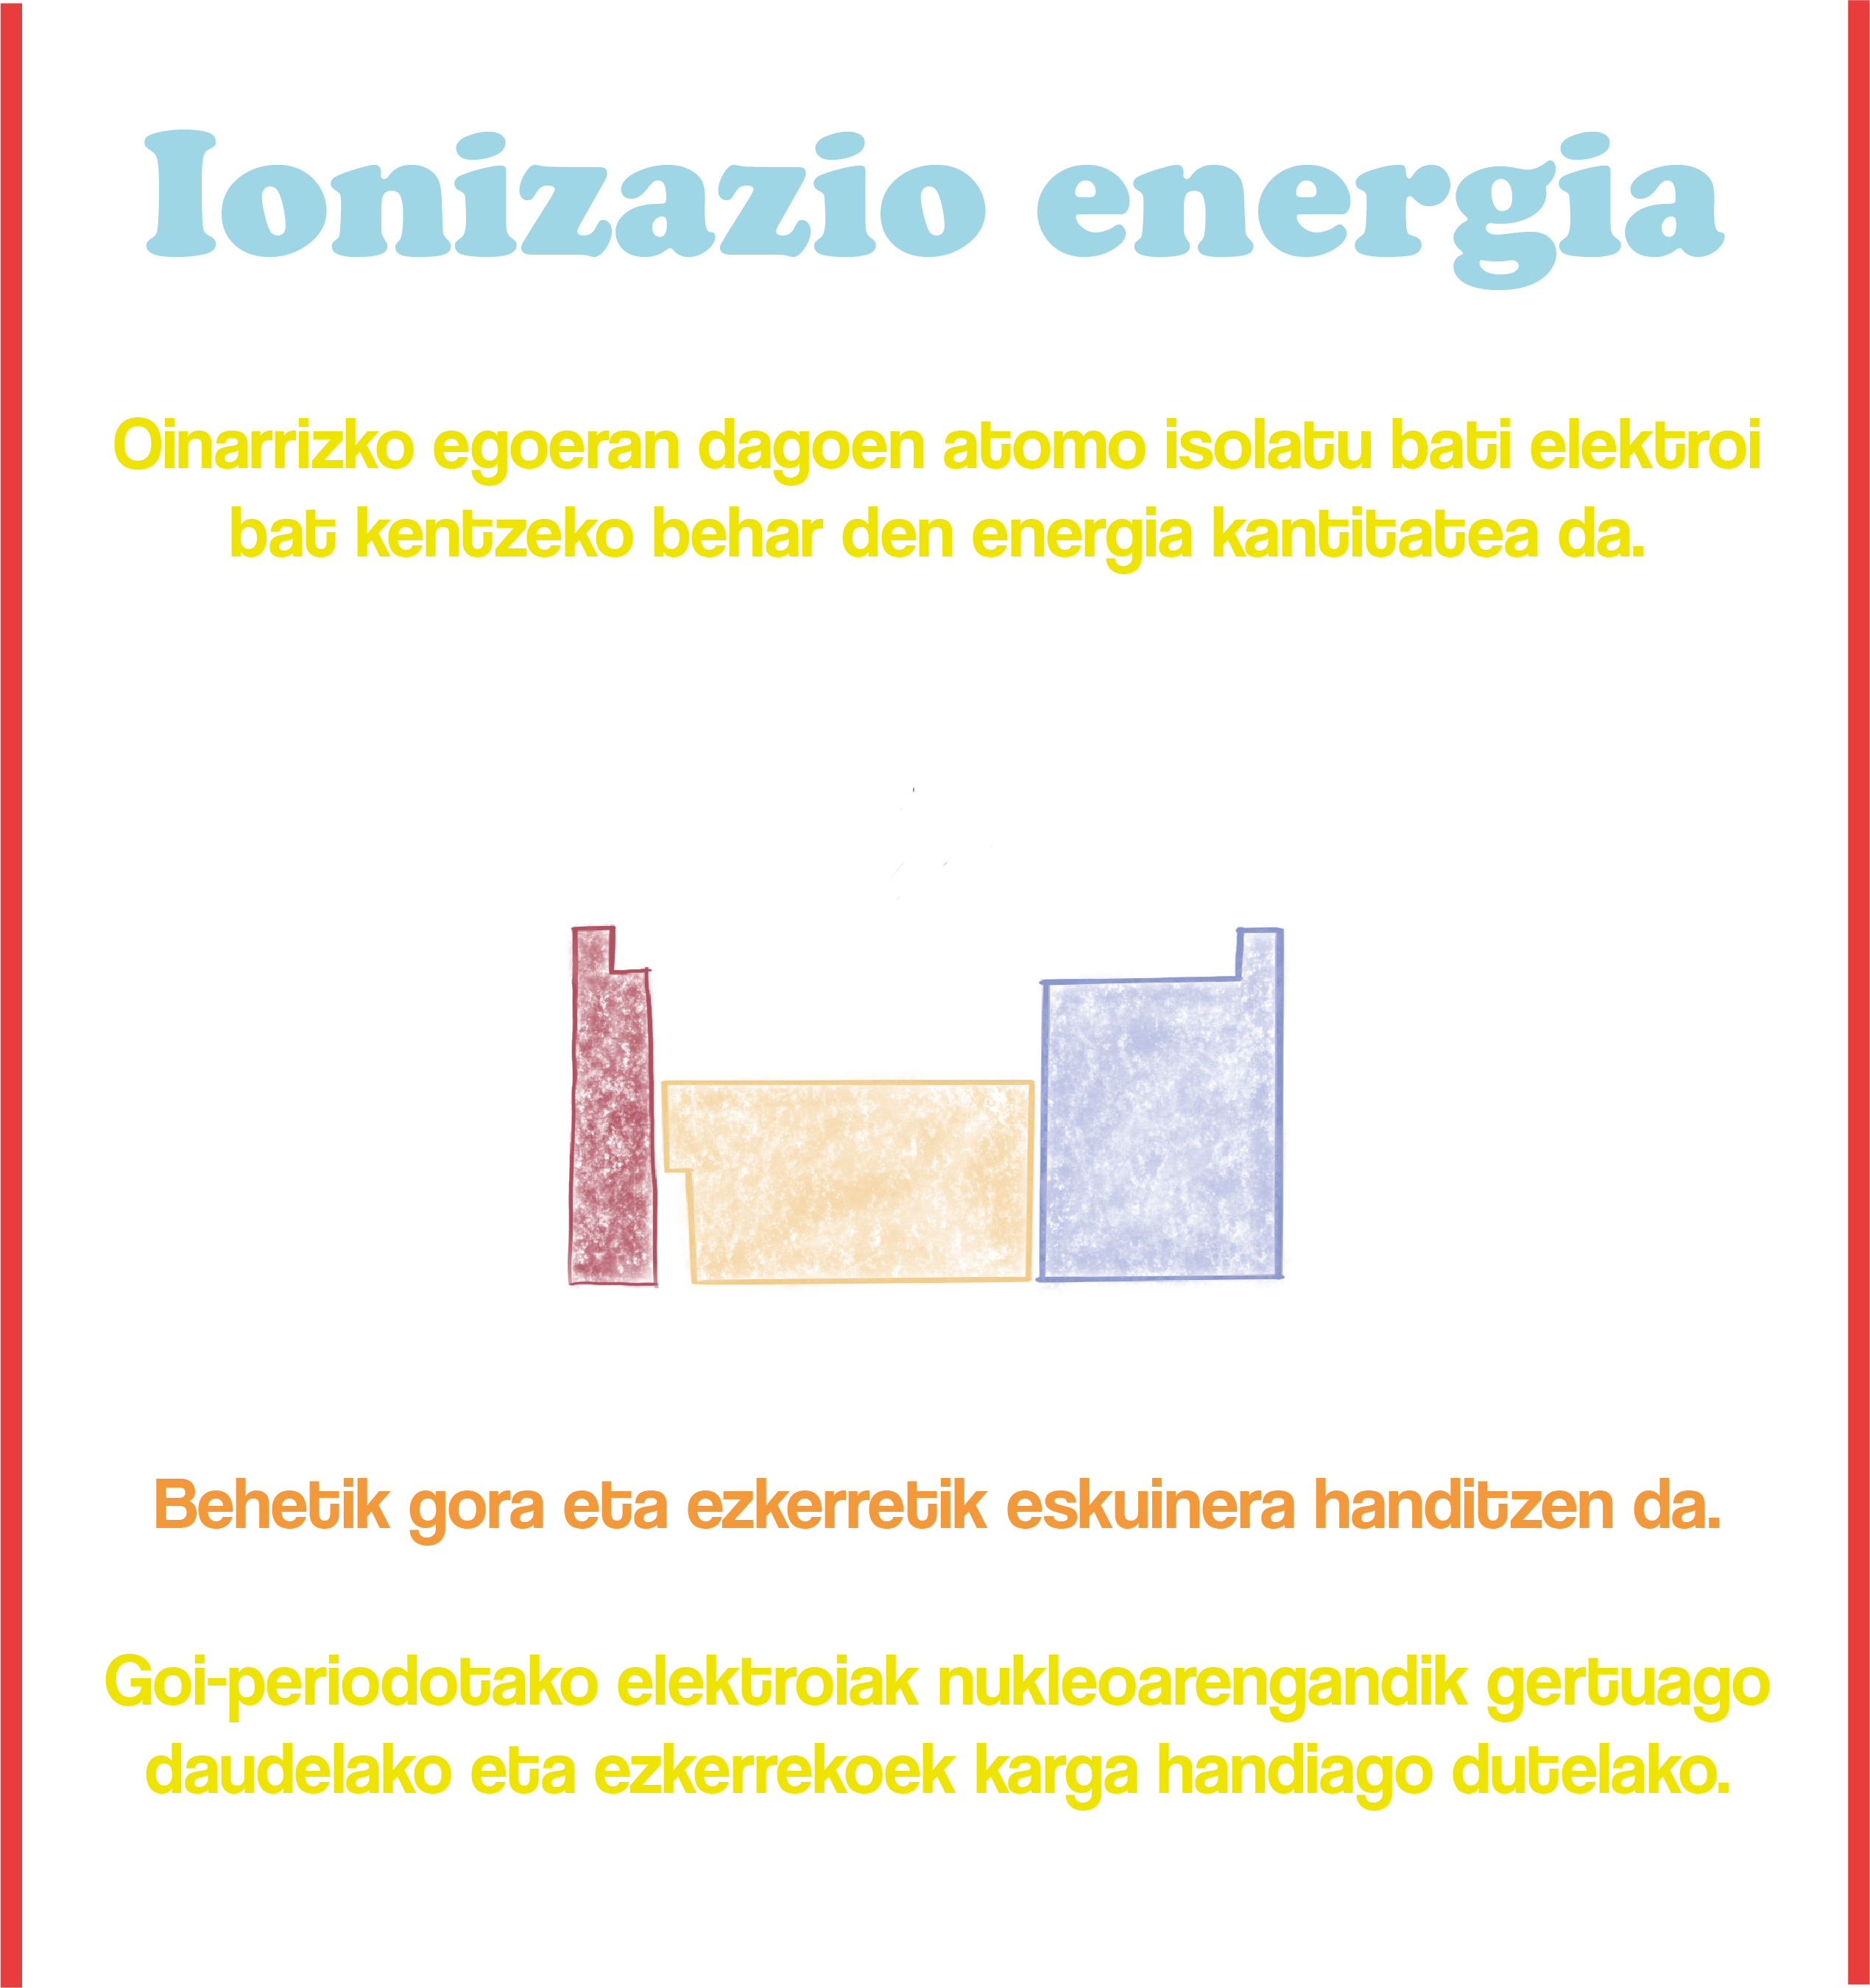 Ionizazio energia
Oinarrizko egoeran dagoen atomo isolatu bati elektroi
bat kentzeko behar den energia kantitatea da.
Behetik gora eta ezkerretik eskuinera handitzen da.
Goi-periodotako elektroiak nukleoarengandik gertuago
daudelako eta ezkerrekoek karga handiago dutelako.